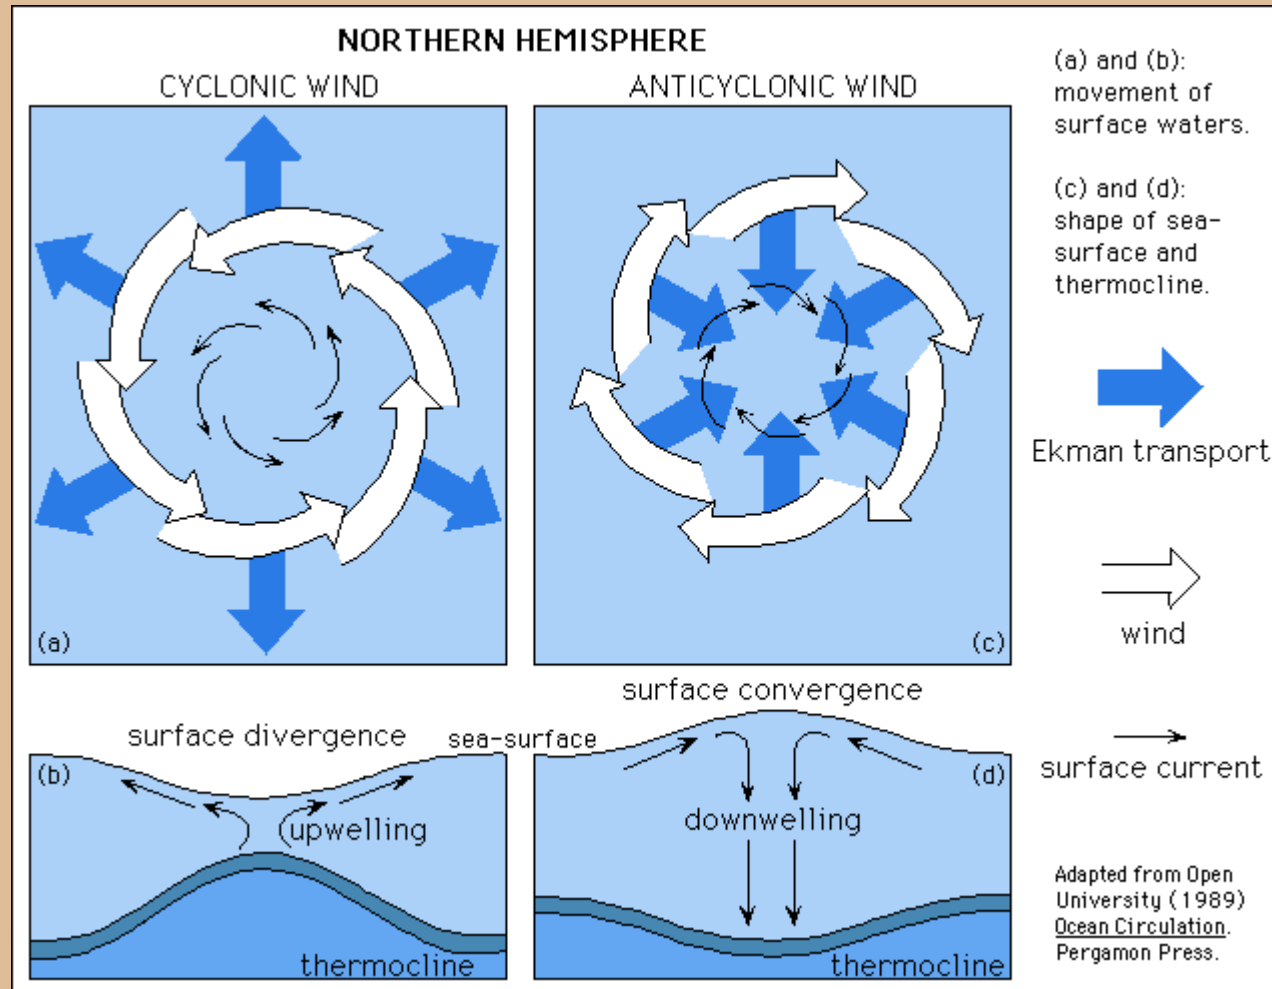 NORTHERN HEMISPHERE
CYCLONIC WIND
ANTICYCLONIC WIND
(a)
(c)
surface divergence
sea-surface
surface convergence
(b)
(d)
upwelling
downwelling
thermocline
thermocline
(a) and (b):
movement of
surface waters.
(c) and (d):
shape of sea-
surface and
thermocline.
Ekman transport
wind
surface current
Adapted from Open
University (1989)
Ocean Circulation.
Pergamon Press.